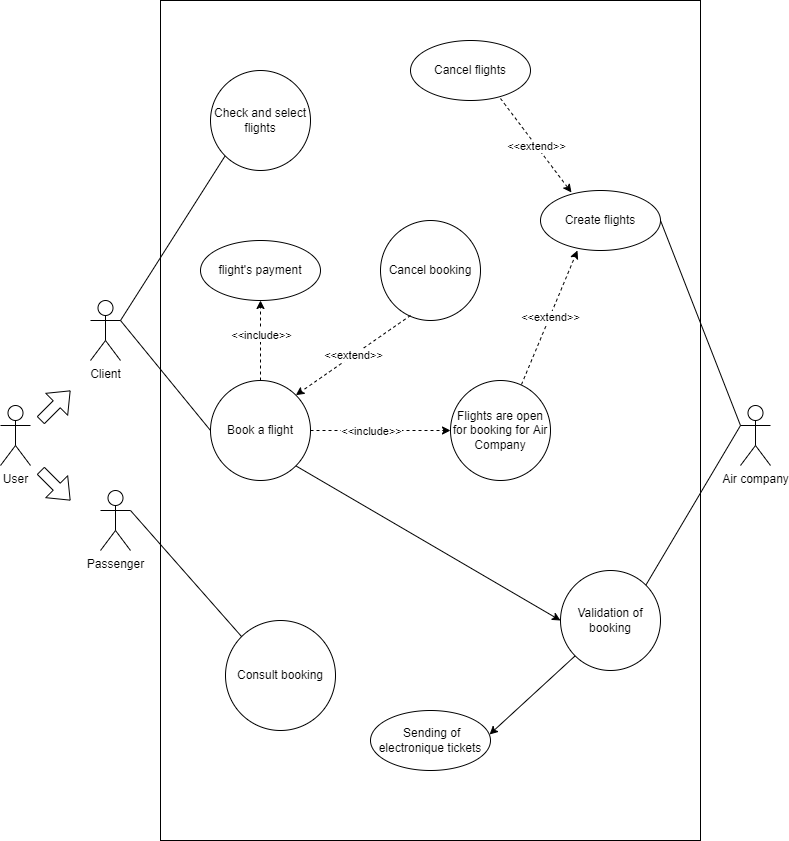 Cancel flights
Check and select
flights
<<extend>>
Create flights
flight's payment
Cancel booking
<<extend>>
<<include>>
<<extend>>
Client
Book a flight
<<include>>
Flights are open
for booking for Air
Company
User
Air company
Passenger
Validation of
booking
Consult booking
Sending of
electronique tickets